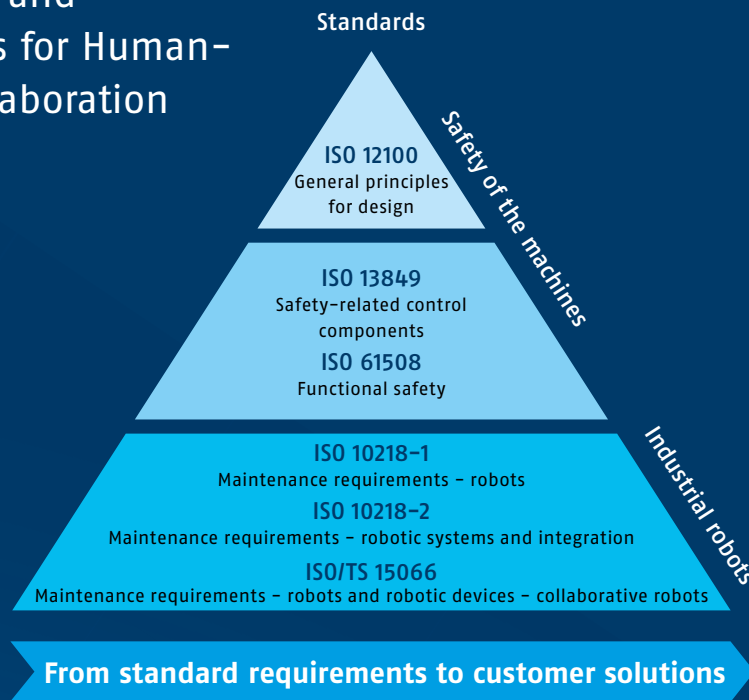 and
s for Human-
aboration
Standards
ISO 12100
General principles
for design
Safety of the machines
ISO 13849
Safety-related control
components
ISO 61508
Functional safety
ISO 10218-1
Maintenance requirements - robots
ISO 10218-2
Maintenance requirements - robotic systems and integration
ISO/TS 15066
Maintenance requirements - robots and robotic devices - collaborative robots
Industrial robots
From standard requirements to customer solutions